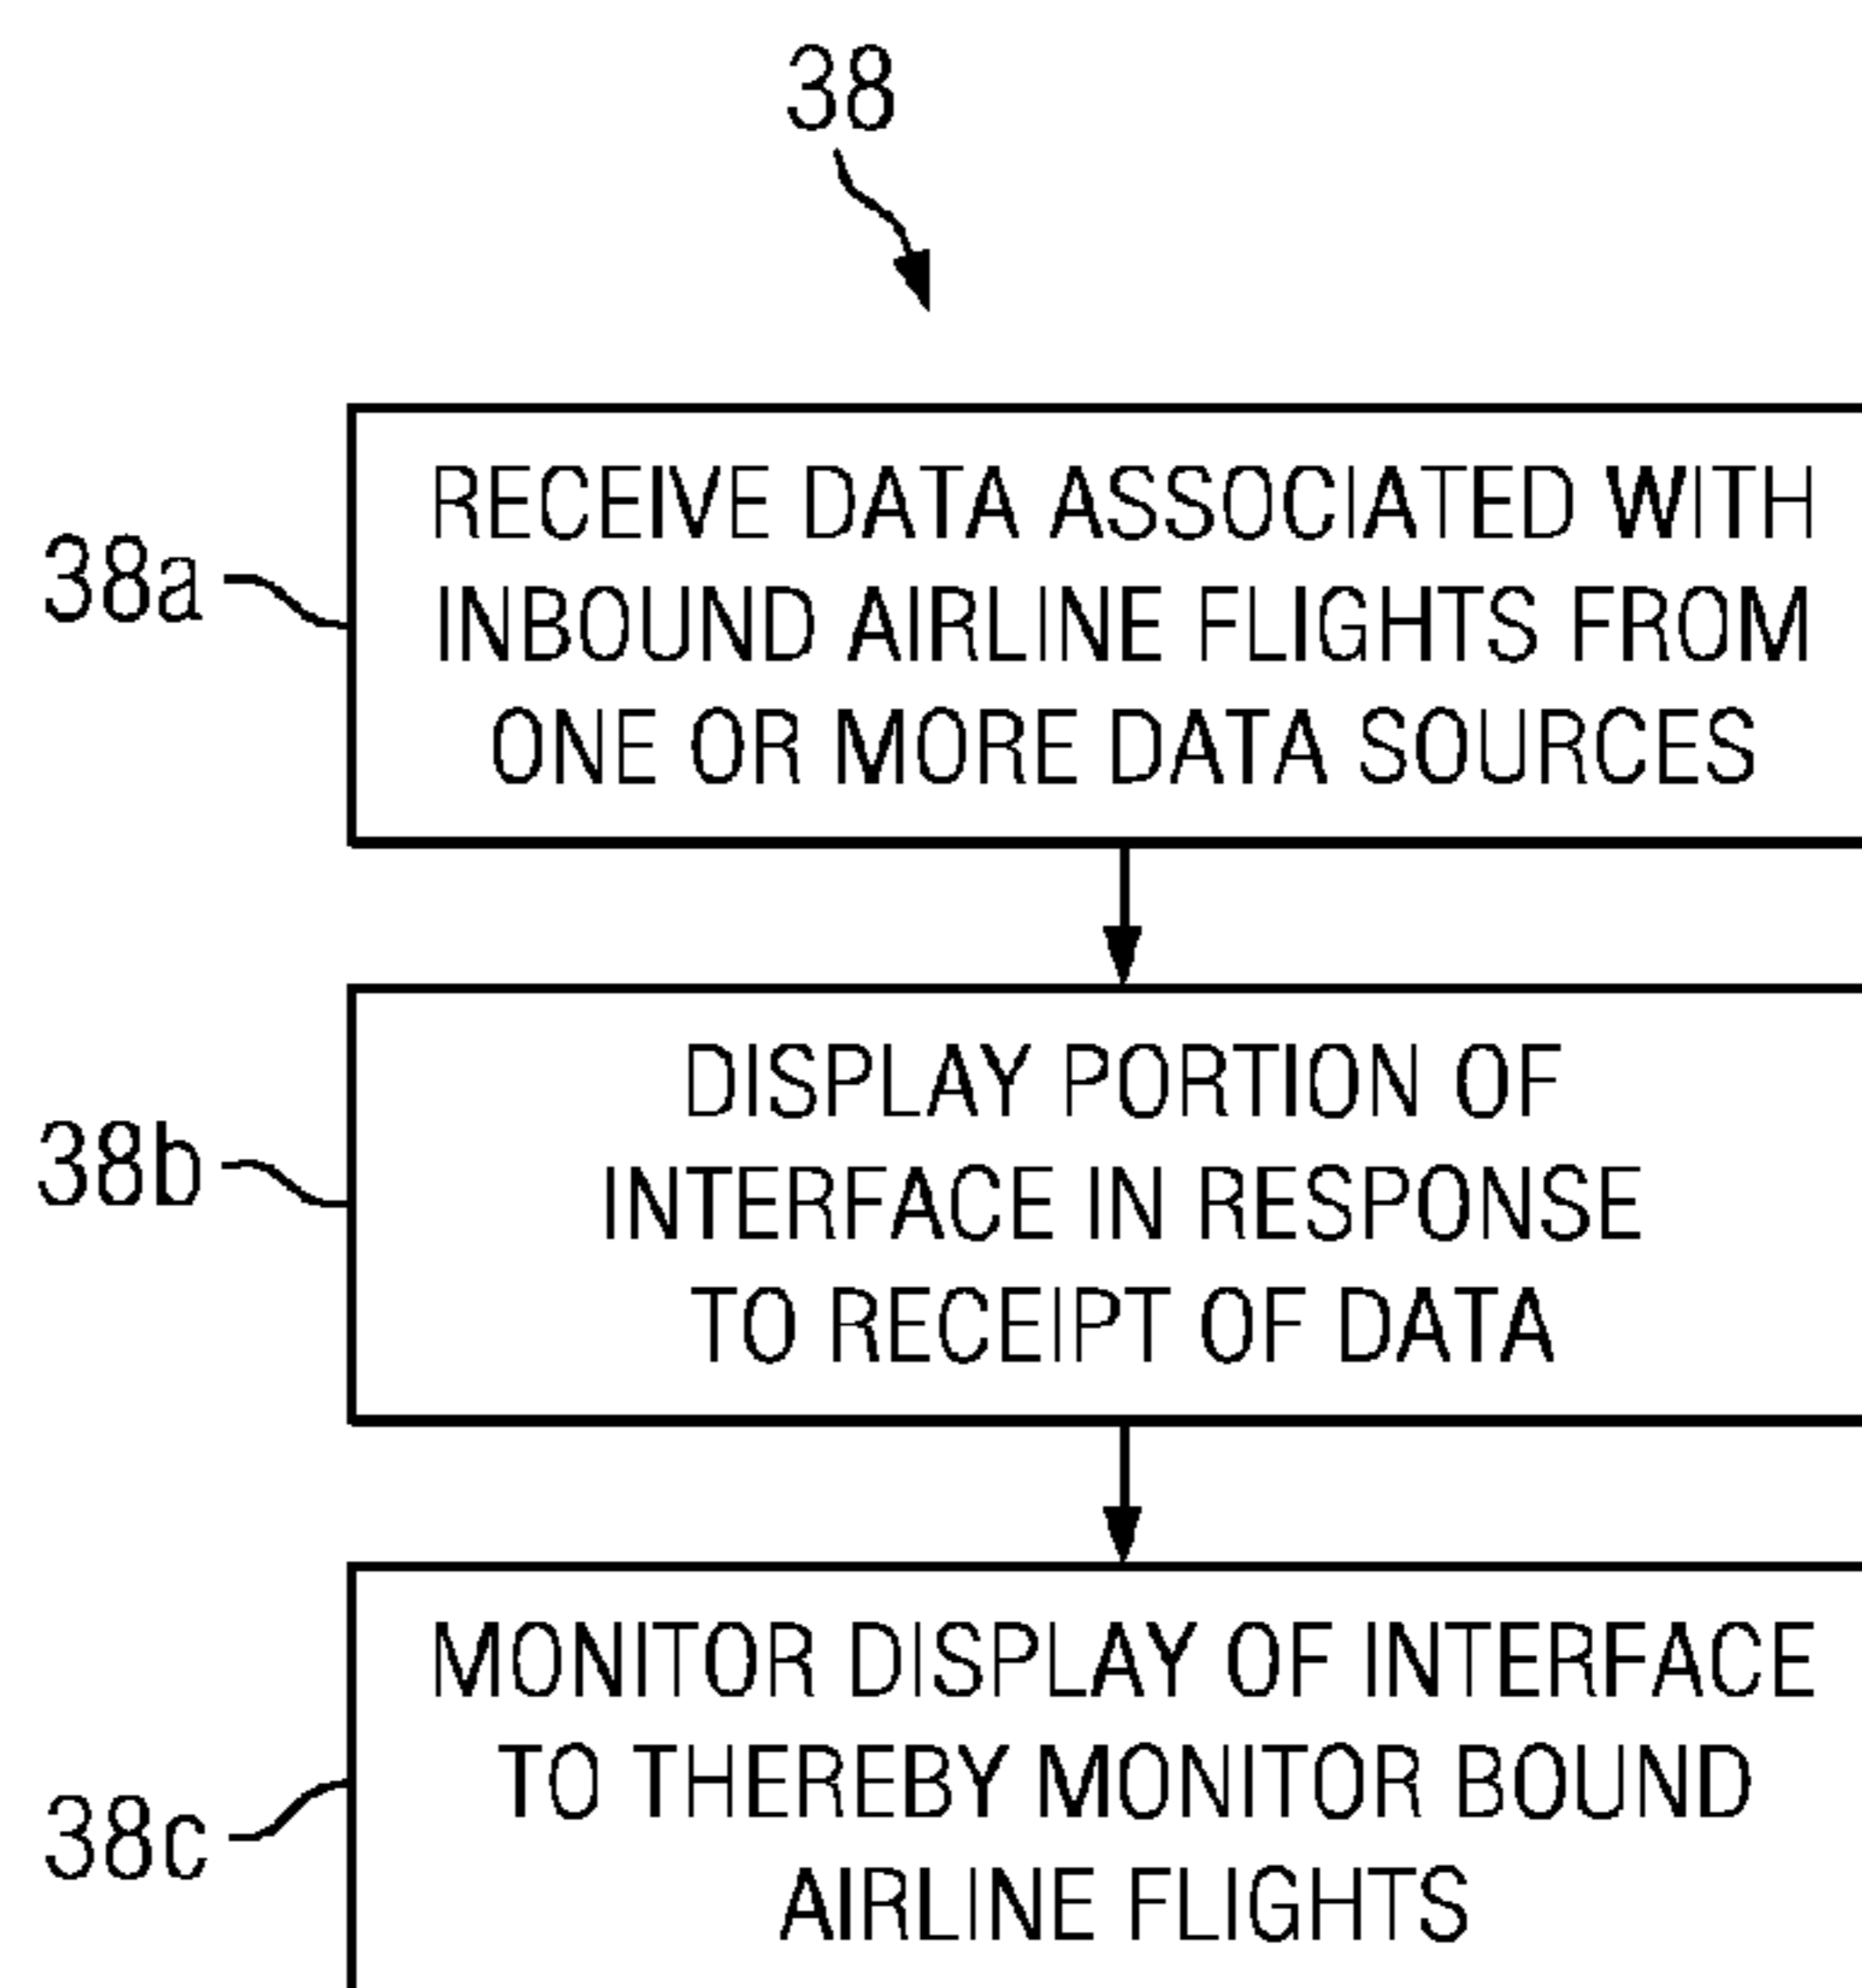 38
38a
RECEIVE DATA ASSOCIATED WITH
INBOUND AIRLINE FLIGHTS FROM
ONE OR MORE DATA SOURCES
38b
DISPLAY PORTION OF
INTERFACE IN RESPONSE
TO RECEIPT OF DATA
38c
MONITOR DISPLAY OF INTERFACE
TO THEREBY MONITOR BOUND
AIRLINE FLIGHTS